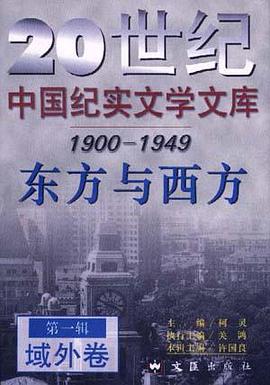 20世纪
中国纪实文学文库
1900-1949
东方与西方
第一辑
域外卷
主编 柯灵
执行主编 关鸿
本辑主编 许国良
文汇出版社